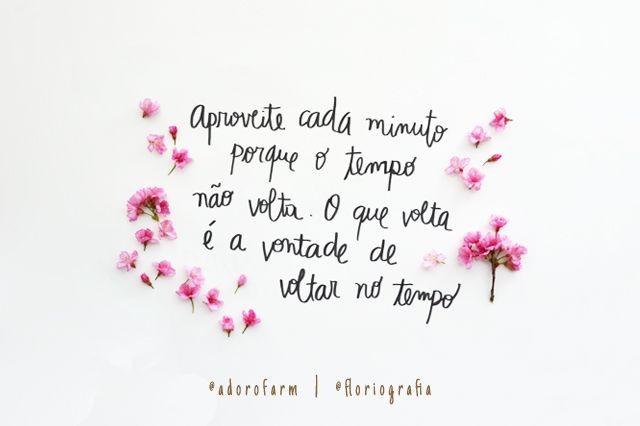 Aproveite cada minuto
porque o tempo
não volta. O que volta
é a vontade de
voltar no tempo
@adorofarm | @floriografia